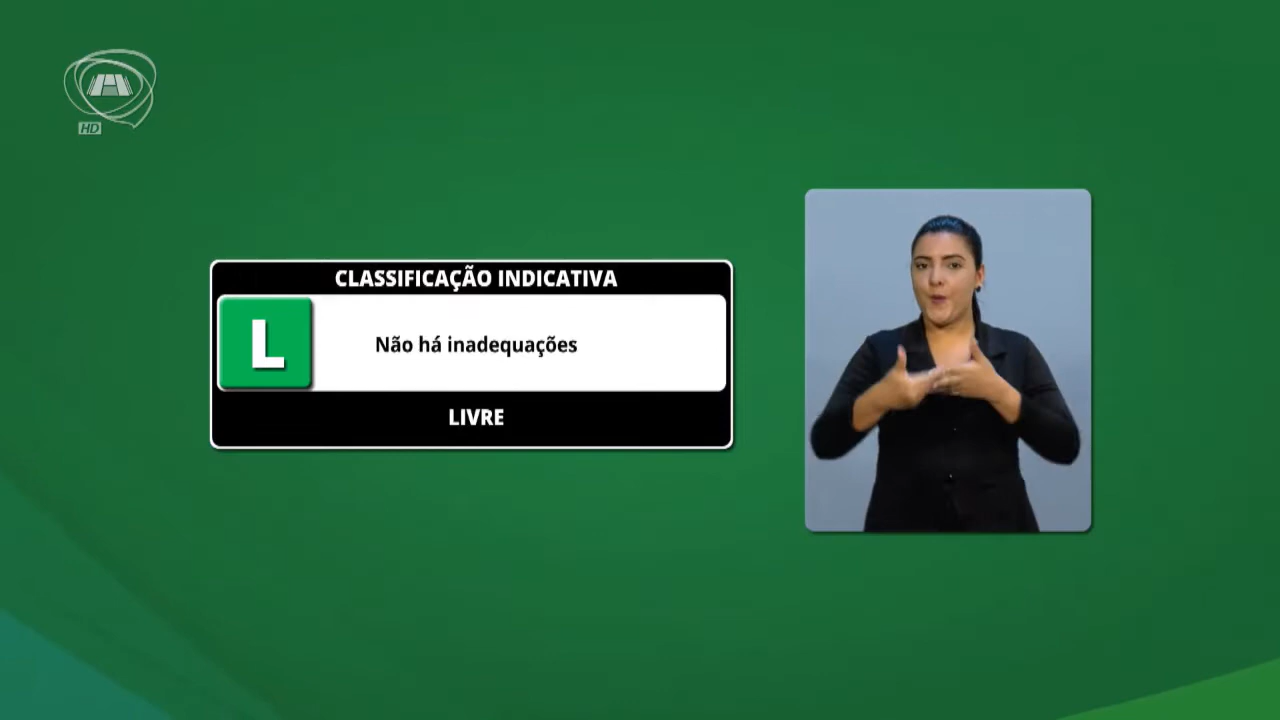 HD
CLASSIFICAÇÃO INDICATIVA
L
Não há inadequações
LIVRE